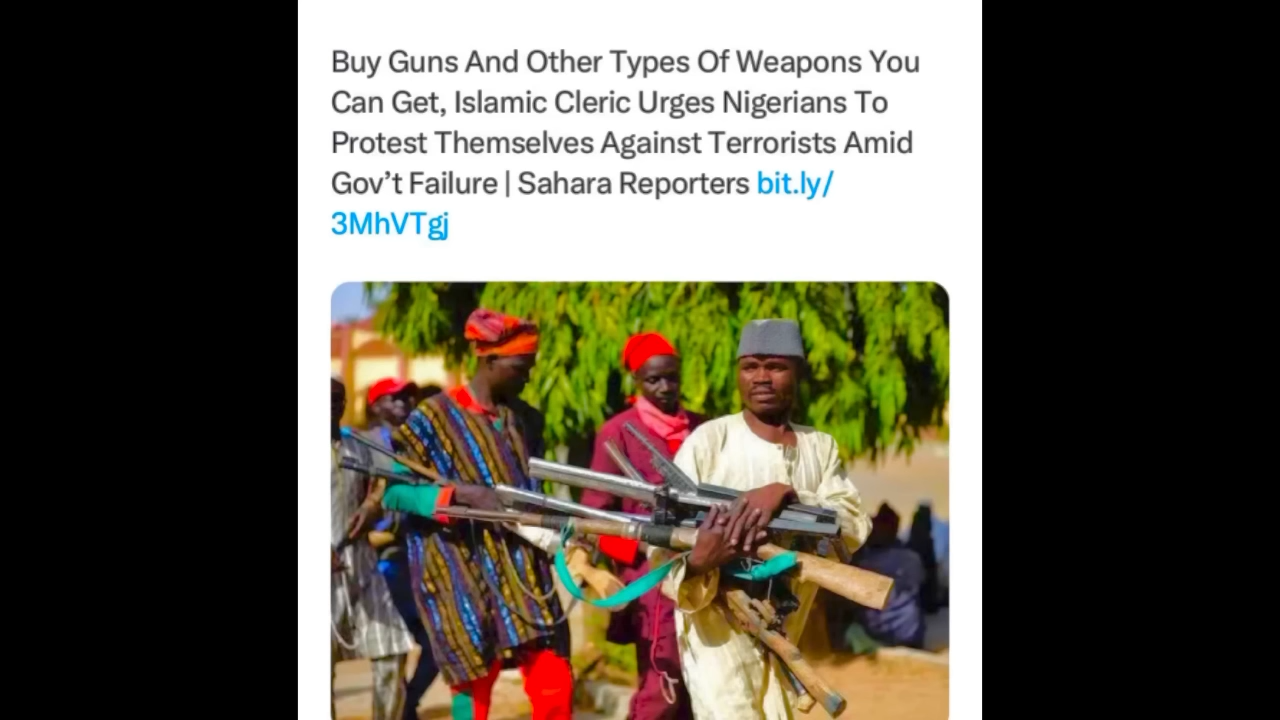 Buy Guns And Other Types Of Weapons You
Can Get, Islamic Cleric Urges Nigerians To
Protest Themselves Against Terrorists Amid
Gov’t Failure | Sahara Reporters bit.ly/
3MhVTgj